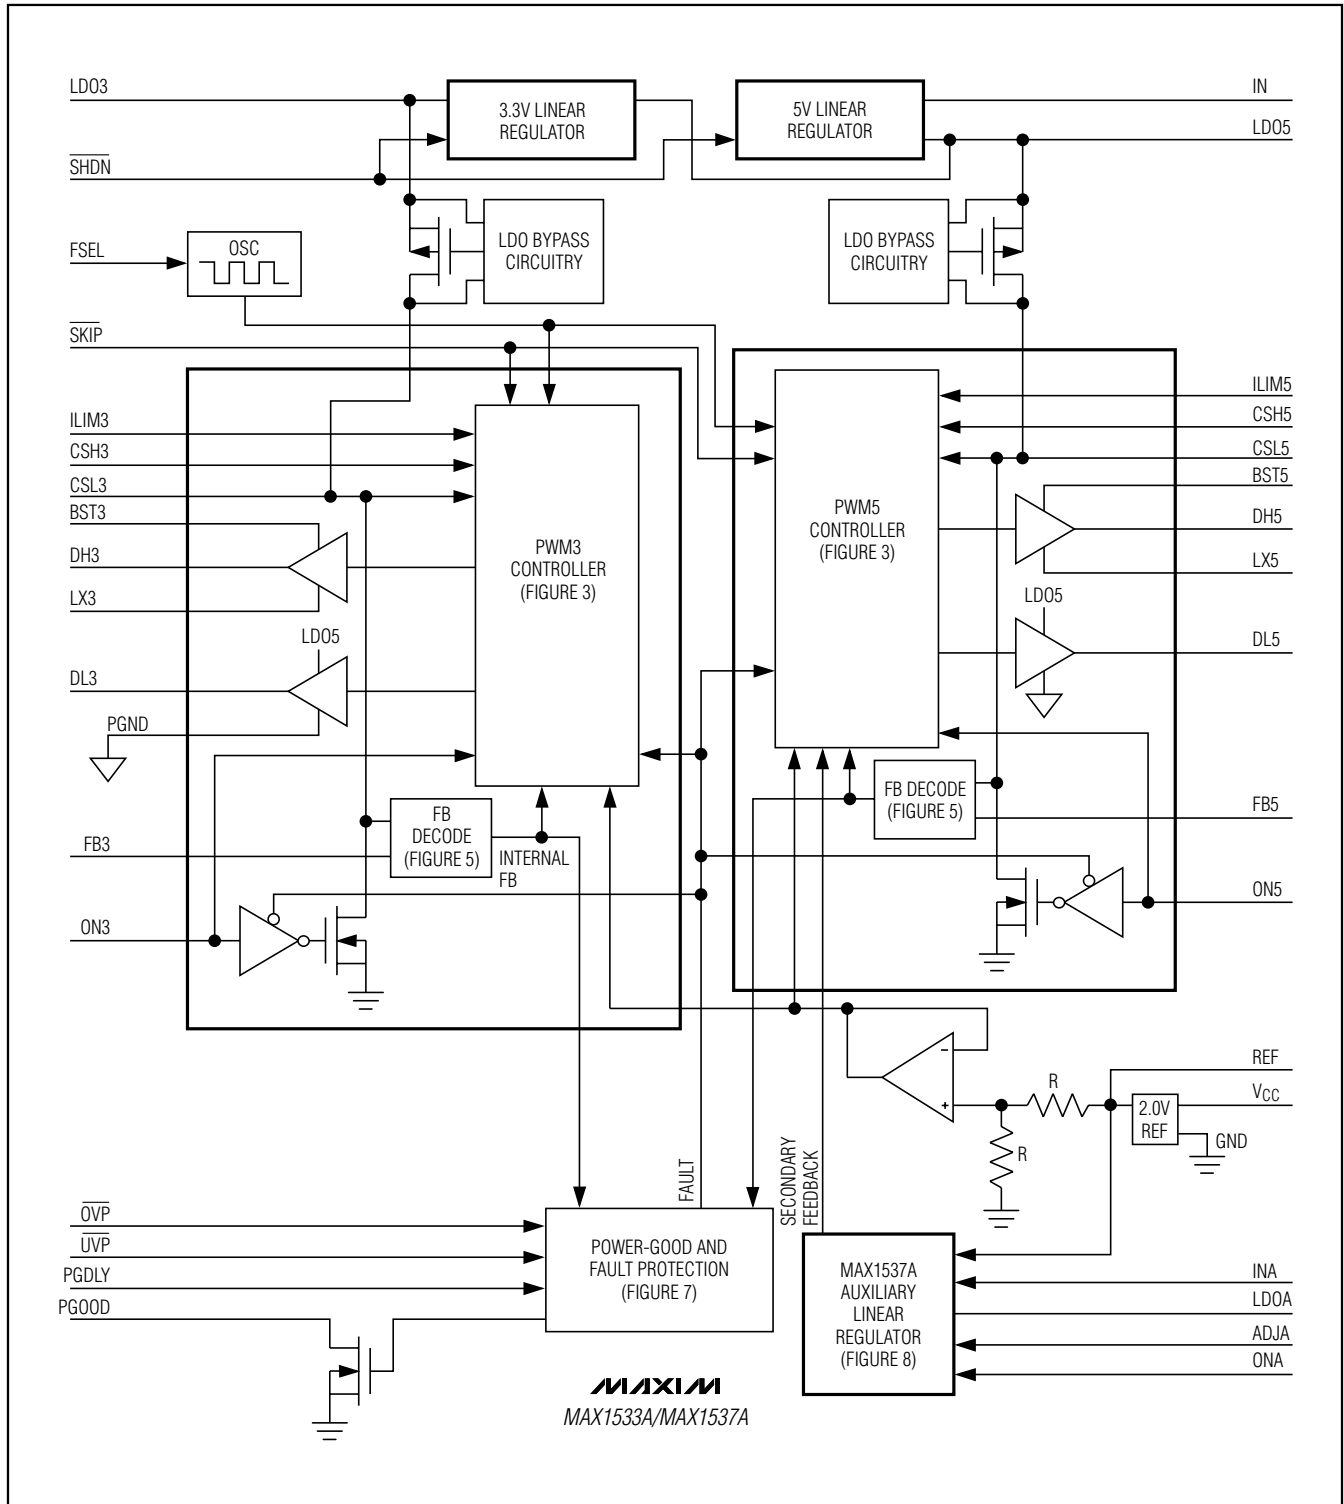 LDO3
3.3V LINEAR
REGULATOR
5V LINEAR
REGULATOR
IN
LDO5
SHDN
FSEL
OSC
LDO BYPASS
CIRCUITRY
LDO BYPASS
CIRCUITRY
SKIP
ILIM3
CSH3
CSL3
BST3
DH3
LX3
LDO5
DL3
PGND
PWM3
CONTROLLER
(FIGURE 3)
PWM5
CONTROLLER
(FIGURE 3)
ILIM5
CSH5
CSL5
BST5
DH5
LX5
LDO5
DL5
FB
DECODE
(FIGURE 5)
INTERNAL
FB
FB3
ON3
FB DECODE
(FIGURE 5)
FB5
ON5
REF
VCC
R
2.0V
REF
GND
R
FAULT
SECONDARY
FEEDBACK
OVP
UVP
PGDLY
PGOOD
POWER-GOOD AND
FAULT PROTECTION
(FIGURE 7)
MAX1537A
AUXILIARY
LINEAR
REGULATOR
(FIGURE 8)
INA
LDOA
ADJA
ONA
MAXIM
MAX1533A/MAX1537A